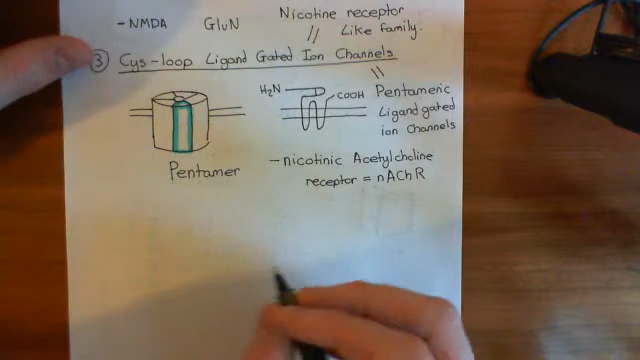 -NMDA GluN Nicotine receptor
// Like family.
③ Cys-loop Ligand Gated Ion Channels
\\
H₂N COOH Pentameric
Ligand gated
ion Channels
Pentamer
-nicotinic Acetylcholine
receptor = nAChR